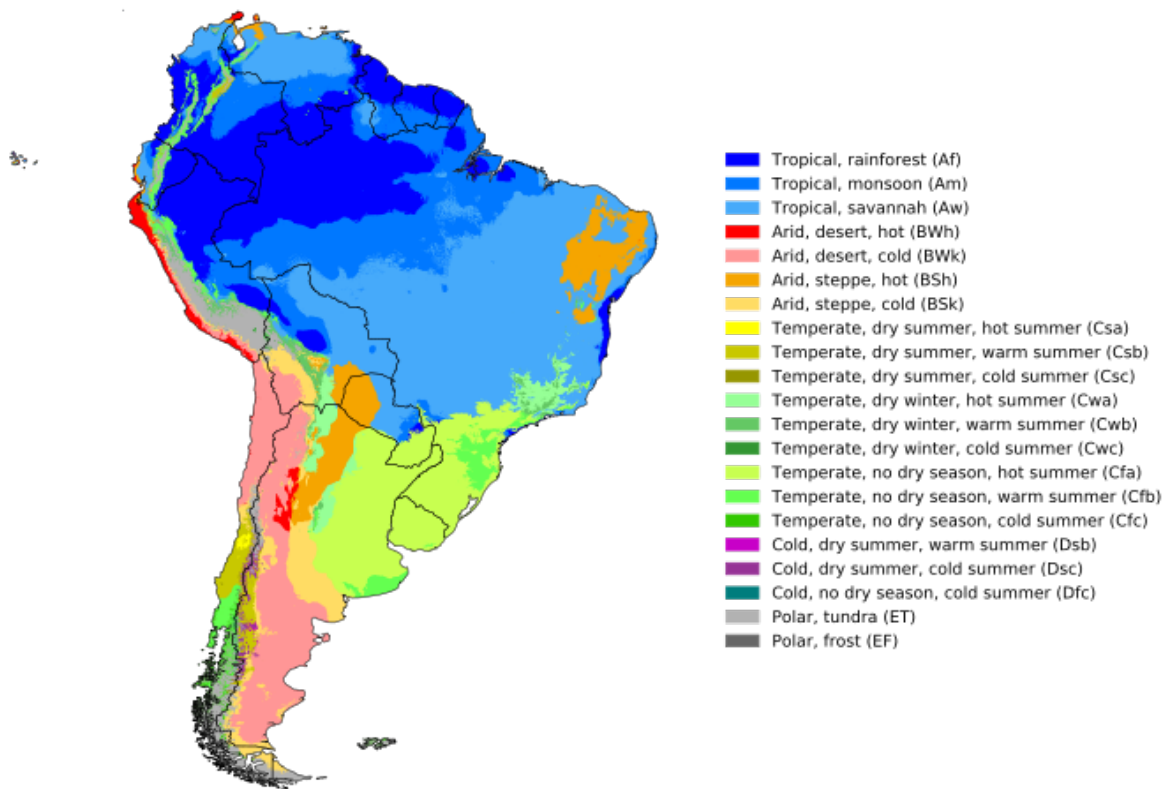 Tropical, rainforest (Af)
Tropical, monsoon (Am)
Tropical, savannah (Aw)
Arid, desert, hot (BWh)
Arid, desert, cold (BWk)
Arid, steppe, hot (BSh)
Arid, steppe, cold (BSk)
Temperate, dry summer, hot summer (Csa)
Temperate, dry summer, warm summer (Csb)
Temperate, dry summer, cold summer (Csc)
Temperate, dry winter, hot summer (Cwa)
Temperate, dry winter, warm summer (Cwb)
Temperate, dry winter, cold summer (Cwc)
Temperate, no dry season, hot summer (Cfa)
Temperate, no dry season, warm summer (Cfb)
Temperate, no dry season, cold summer (Cfc)
Cold, dry summer, warm summer (Dsb)
Cold, dry summer, cold summer (Dsc)
Cold, no dry season, cold summer (Dfc)
Polar, tundra (ET)
Polar, frost (EF)